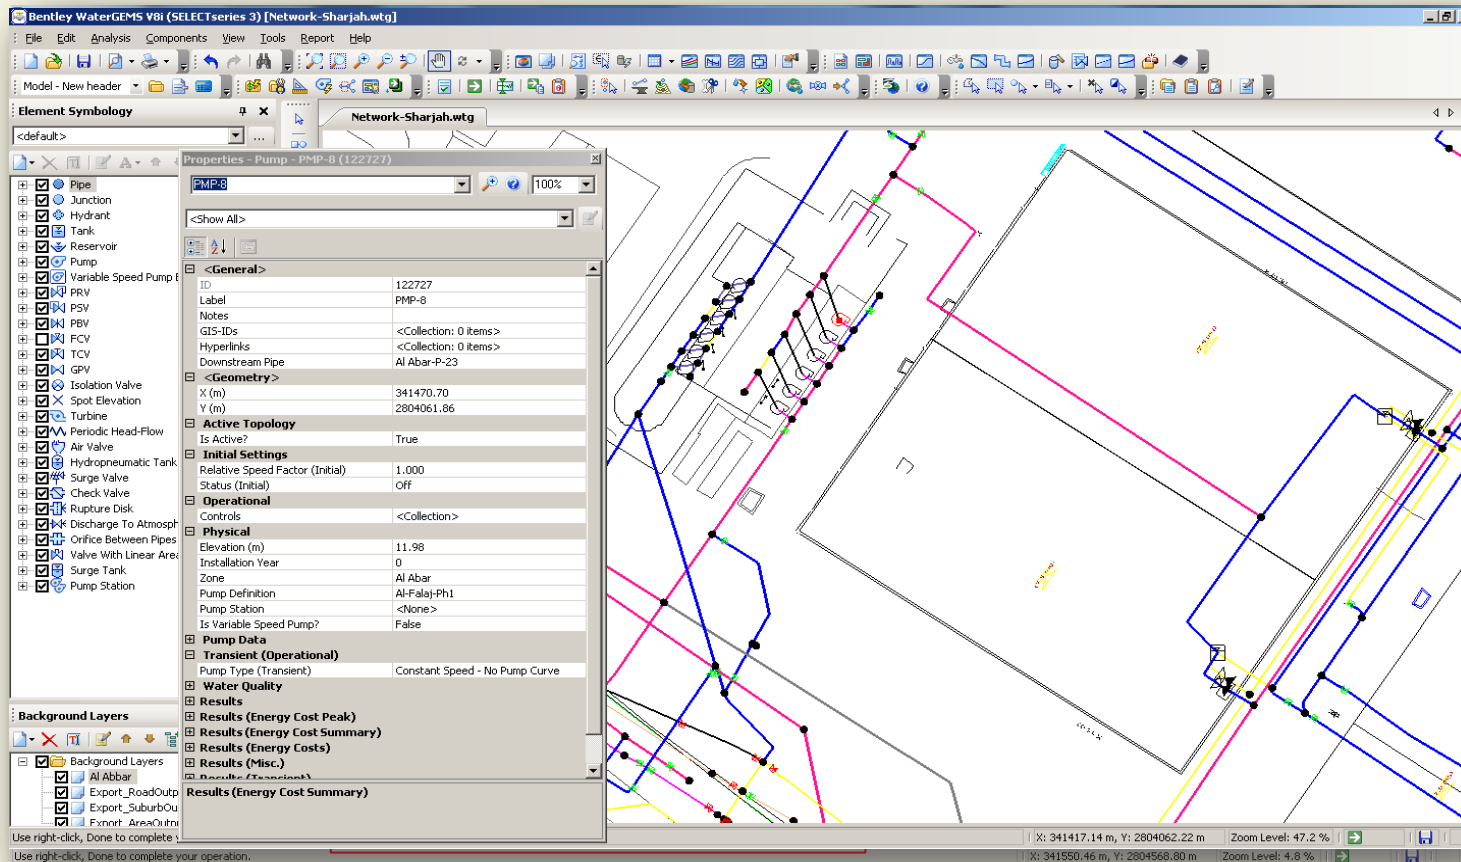 Bentley WaterGEMS V8i (SELECTseries 3) [Network-Sharjah.wtg]
File Edit Analysis Components View Tools Report Help
Model - New header
Element Symbology
Network-Sharjah.wtg
<default>
Pipe
Junction
Hydrant
Tank
Reservoir
Pump
Variable Speed Pump
PRV
PSV
PBV
FCV
TCV
GPV
Isolation Valve
Spot Elevation
Turbine
Periodic Head-Flow
Air Valve
Hydropneumatic Tank
Surge Valve
Check Valve
Rupture Disk
Discharge To Atmosph
Orifice Between Pipes
Valve With Linear Area
Surge Tank
Pump Station
Background Layers
Background Layers
Al Abbar
Export_RoadOutp
Export_SuburbOu
Export_AreaOutp
Properties - Pump - PMP-8 (122727)
PMP-8 100%
<Show All>
<General>
ID 122727
Label PMP-8
Notes
GIS-IDs <Collection: 0 items>
Hyperlinks <Collection: 0 items>
Downstream Pipe Al Abar-P-23
<Geometry>
X (m) 341470.70
Y (m) 2804061.86
Active Topology
Is Active? True
Initial Settings
Relative Speed Factor (Initial) 1.000
Status (Initial) Off
Operational
Controls <Collection>
Physical
Elevation (m) 11.98
Installation Year 0
Zone Al Abar
Pump Definition Al-Falaj-Ph1
Pump Station <None>
Is Variable Speed Pump? False
Pump Data
Transient (Operational)
Pump Type (Transient) Constant Speed - No Pump Curve
Water Quality
Results
Results (Energy Cost Peak)
Results (Energy Cost Summary)
Results (Energy Costs)
Results (Misc.)
Results (Transient)
Results (Energy Cost Summary)
Use right-click, Done to complete
X: 341417.14 m, Y: 2804062.22 m Zoom Level: 47.2 %
Use right-click, Done to complete your operation.
X: 341550.46 m, Y: 2804568.80 m Zoom Level: 4.8 %